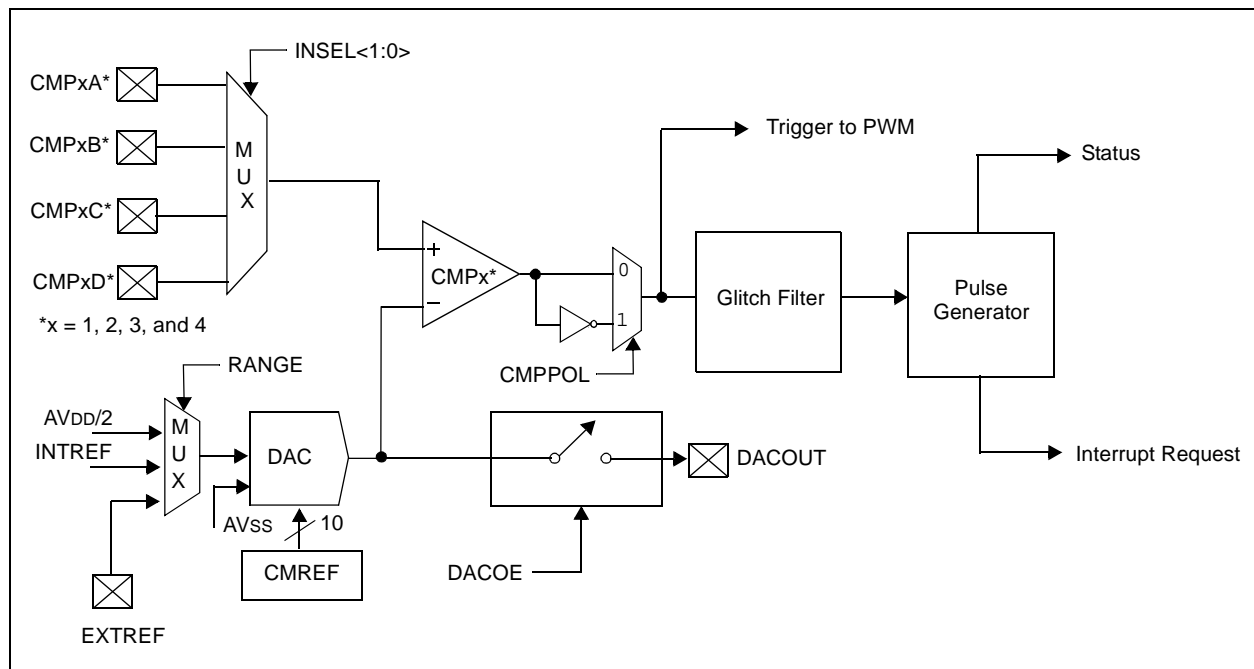 INSEL<1:0>
CMPxA*
CMPxB*
CMPxC*
CMPxD*
M
U
X
*x = 1, 2, 3, and 4
Trigger to PWM
Status
+
CMPx*
−
0
1
CMPPOL
Glitch Filter
Pulse
Generator
Interrupt Request
RANGE
AVDD/2
INTREF
M
U
X
DAC
AVSS
10
CMREF
EXTREF
DACOE
DACOUT